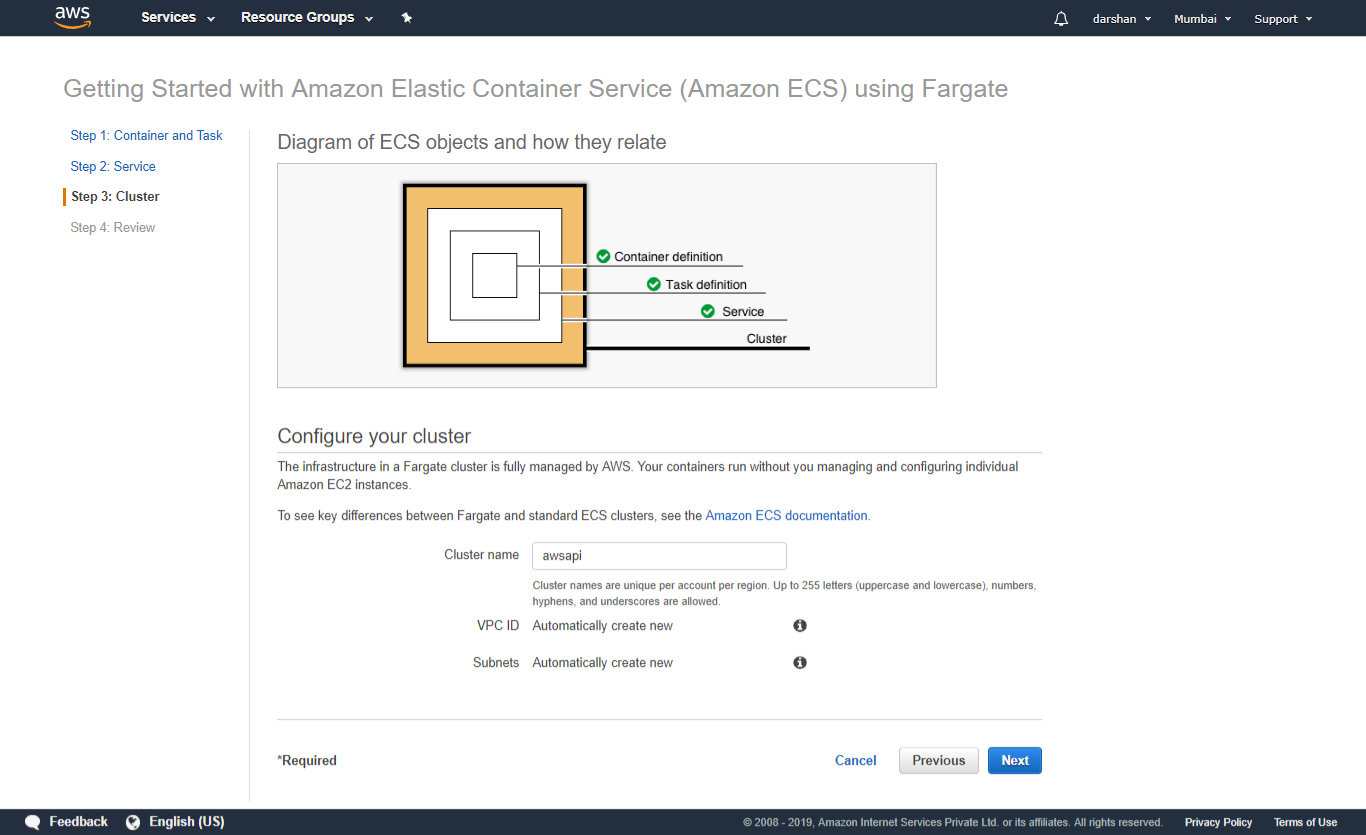 aws
Services
Resource Groups
darshan
Mumbai
Support
Getting Started with Amazon Elastic Container Service (Amazon ECS) using Fargate
Step 1: Container and Task
Step 2: Service
Step 3: Cluster
Step 4: Review
Diagram of ECS objects and how they relate
Container definition
Task definition
Service
Cluster
Configure your cluster
The infrastructure in a Fargate cluster is fully managed by AWS. Your containers run without you managing and configuring individual
Amazon EC2 instances.
To see key differences between Fargate and standard ECS clusters, see the Amazon ECS documentation.
Cluster name awsapi
Cluster names are unique per account per region. Up to 255 letters (uppercase and lowercase), numbers,
hyphens, and underscores are allowed.
VPC ID Automatically create new
Subnets Automatically create new
*Required
Cancel
Previous
Next
Feedback
English (US)
© 2008 - 2019, Amazon Internet Services Private Ltd. or its affiliates. All rights reserved.
Privacy Policy
Terms of Use